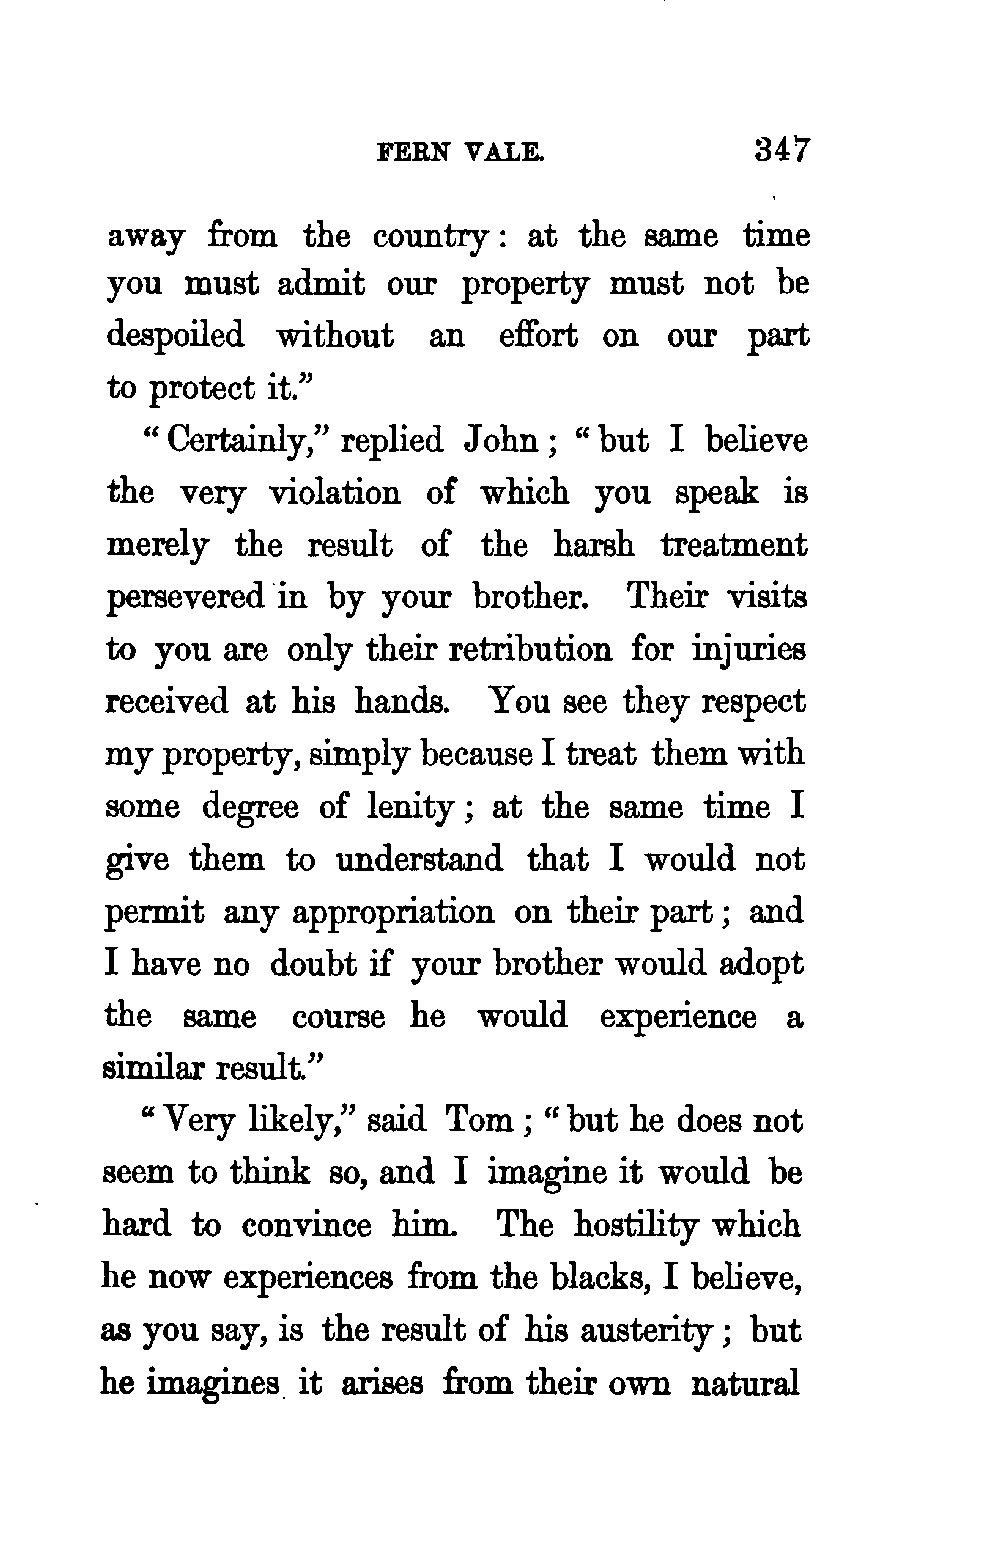 FERN VALE. 347
away from the country : at the same time
you must admit our property must not be
despoiled without an effort on our part
to protect it.”
“ Certainly,” replied John ; “ but I believe
the very violation of which you speak is
merely the result of the harsh treatment
persevered in by your brother. Their visits
to you are only their retribution for injuries
received at his hands. You see they respect
my property, simply because I treat them with
some degree of lenity ; at the same time I
give them to understand that I would not
permit any appropriation on their part ; and
I have no doubt if your brother would adopt
the same course he would experience a
similar result.”
“ Very likely,” said Tom ; “ but he does not
seem to think so, and I imagine it would be
hard to convince him. The hostility which
he now experiences from the blacks, I believe,
as you say, is the result of his austerity ; but
he imagines it arises from their own natural